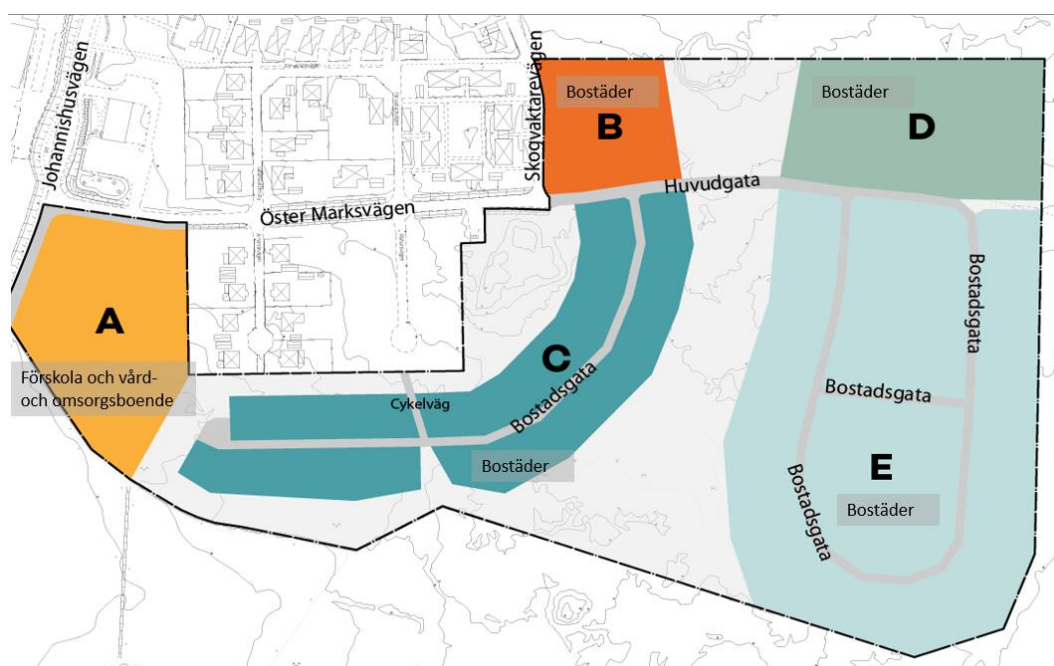 Johannishusvägen
Skogvaktarevägen
Bostäder
B
Bostäder
D
Huvudgata
Öster Marksvägen
A
Förskola och vård-
och omsorgsboende
C
Bostadsgata
Cykelväg
Bostäder
Bostadsgata
Bostadsgata
E
Bostäder
Bostadsgata